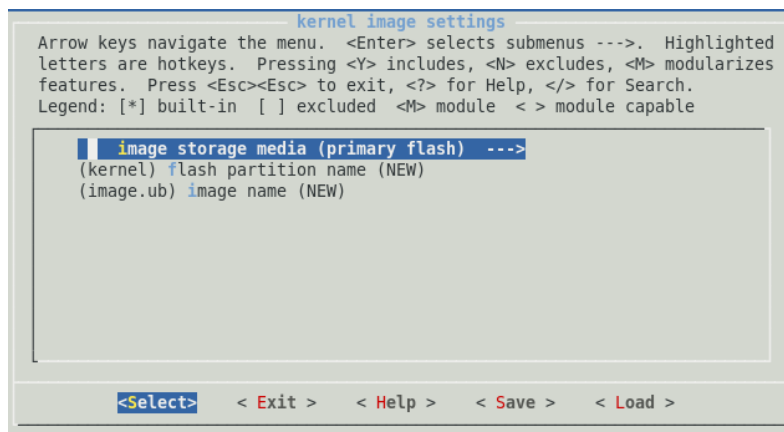 kernel image settings
Arrow keys navigate the menu.  <Enter> selects submenus --->.  Highlighted
letters are hotkeys.  Pressing <Y> includes, <N> excludes, <M> modularizes
features.  Press <Esc><Esc> to exit, <?> for Help, </> for Search.
Legend: [*] built-in  [ ] excluded  <M> module  < > module capable
image storage media (primary flash)  --->
(kernel) flash partition name (NEW)
(image.ub) image name (NEW)
<Select>    < Exit >    < Help >    < Save >    < Load >